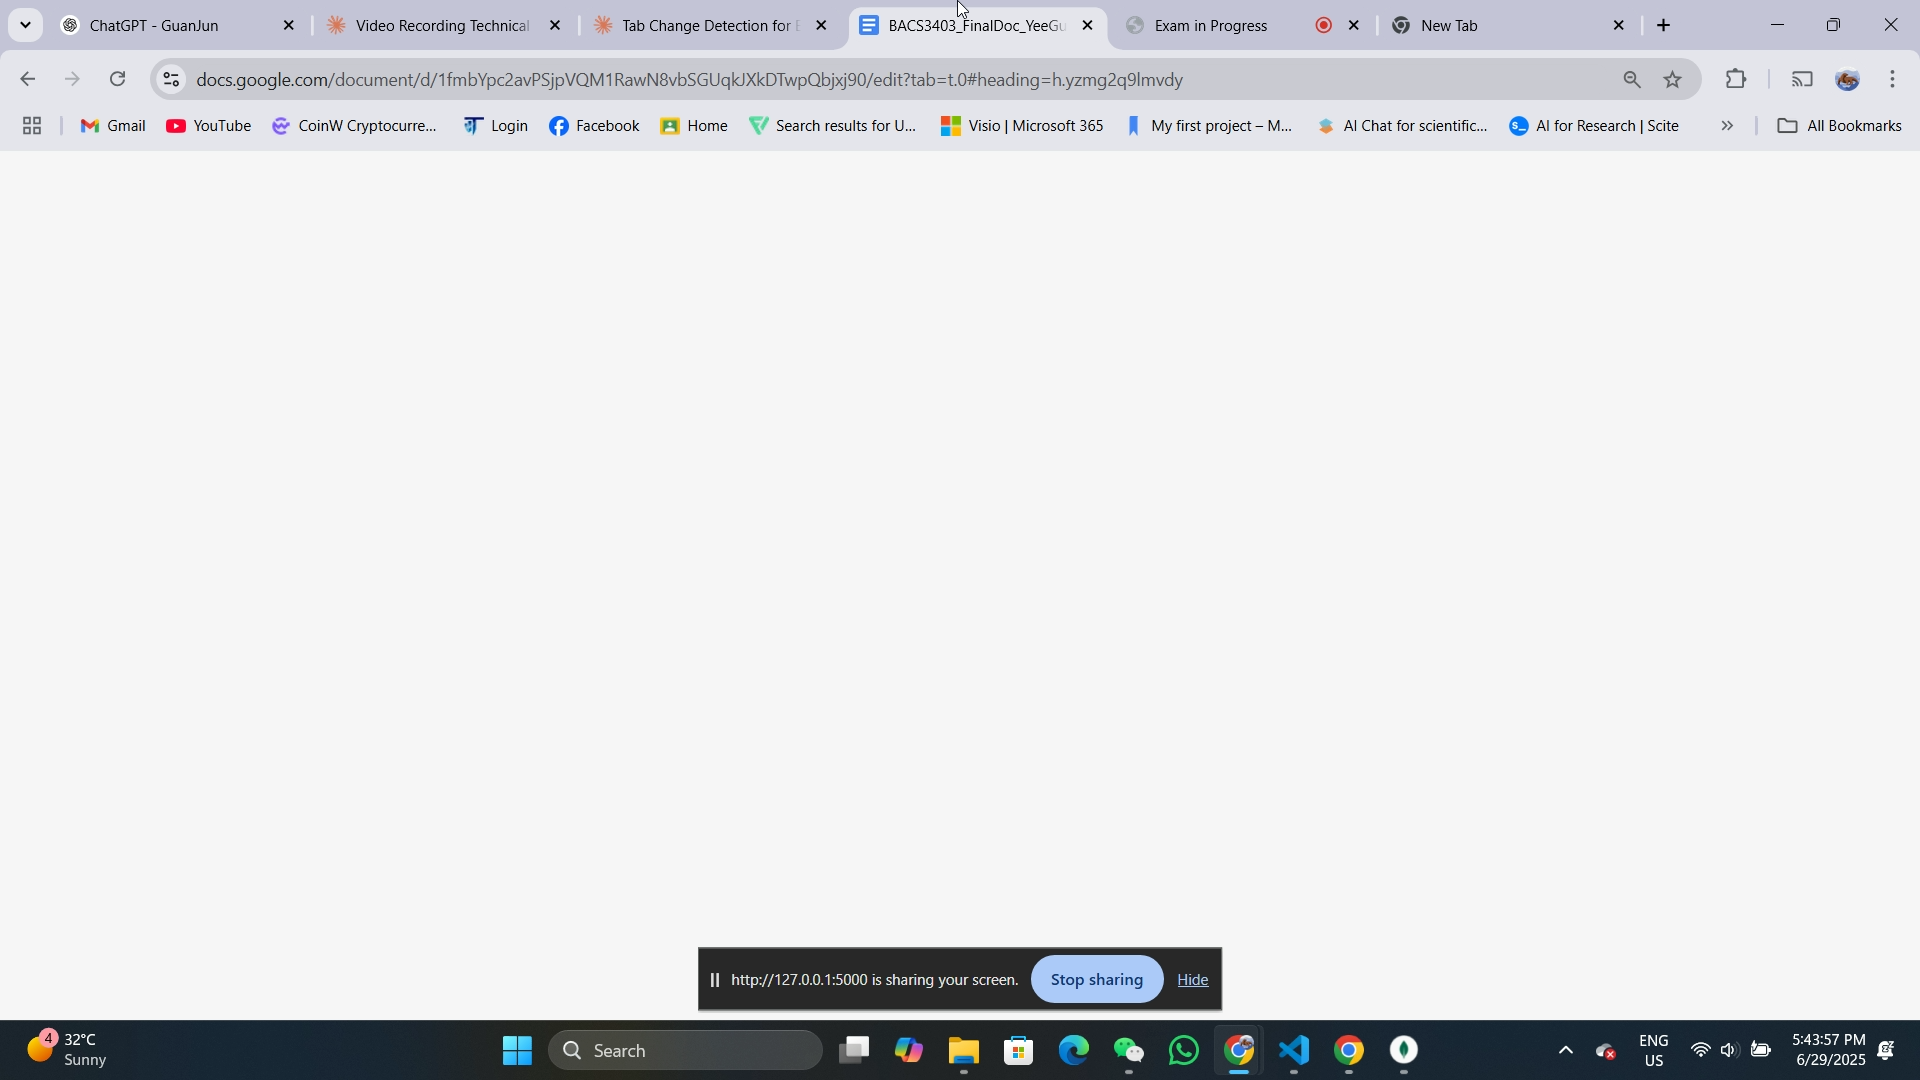 ChatGPT - GuanJun
Video Recording Technical
Tab Change Detection for E
BACS3403_FinalDoc_YeeGu
Exam in Progress
New Tab
docs.google.com/document/d/1fmbYpc2avPSjpVQM1RawN8vbSGUqkJXkDTwpQbjxj90/edit?tab=t.0#heading=h.yzmg2q9lmvdy
Gmail
YouTube
CoinW Cryptocurre...
Login
Facebook
Home
Search results for U...
Visio | Microsoft 365
My first project – M...
AI Chat for scientific...
AI for Research | Scite
All Bookmarks
http://127.0.0.1:5000 is sharing your screen.
Stop sharing
Hide
4
32°C
Sunny
Search
ENG
US
5:43:57 PM
6/29/2025